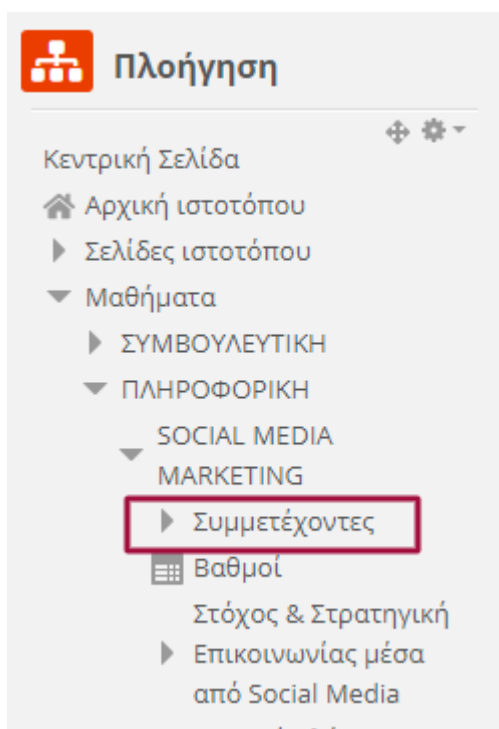 Πλοήγηση
Κεντρική Σελίδα
Αρχική ιστοτόπου
Σελίδες ιστοτόπου
Μαθήματα
ΣΥΜΒΟΥΛΕΥΤΙΚΗ
ΠΛΗΡΟΦΟΡΙΚΗ
SOCIAL MEDIA
MARKETING
Συμμετέχοντες
Βαθμοί
Στόχος & Στρατηγική
Επικοινωνίας μέσα
από Social Media